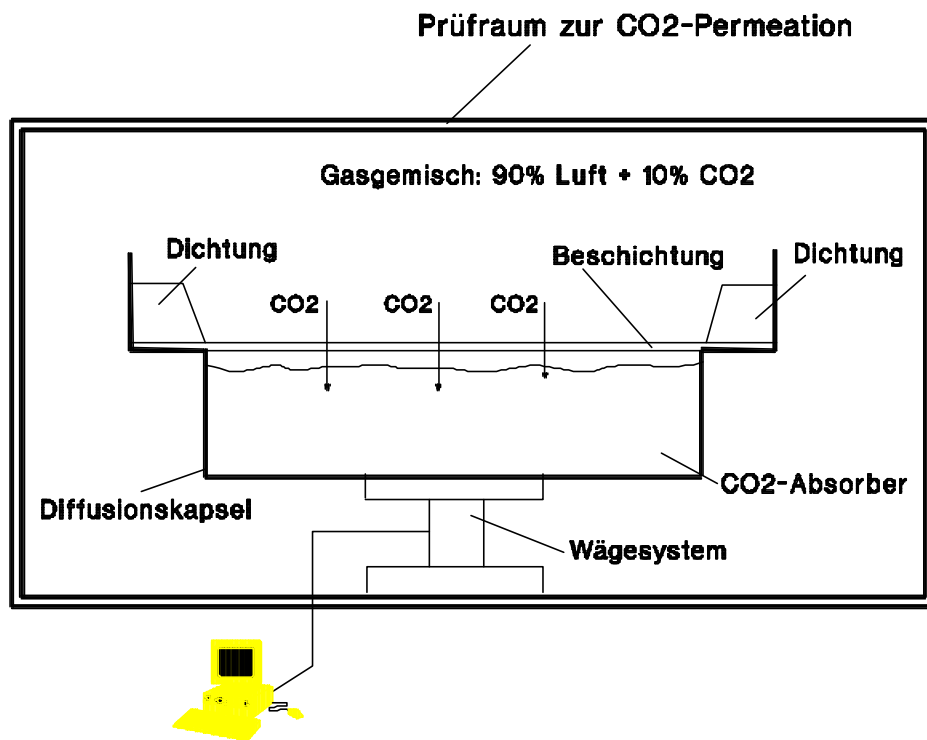 Prüfraum zur CO2-Permeation
Gasgemisch: 90% Luft + 10% CO2
Dichtung
Beschichtung
Dichtung
CO2
CO2
CO2
CO2-Absorber
Diffusionskapsel
Wägesystem